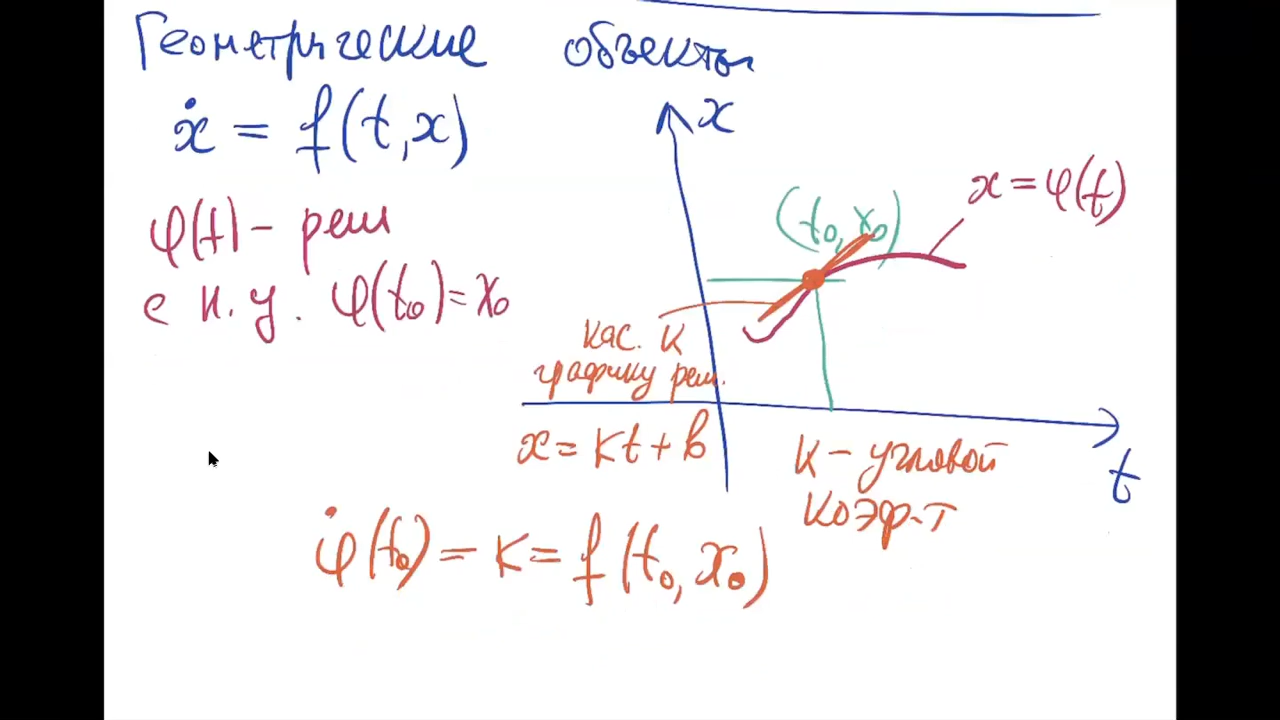 Геометрические объекты
ẋ = f(t,x)
φ(t) – реш
с н.у. φ(t₀)=x₀
x
(t₀, x₀)
x = φ(t)
кас. к
графику реш.
x = kt + b
t
k – угловой
коэф-т
φ̇(t₀) = k = f(t₀, x₀)